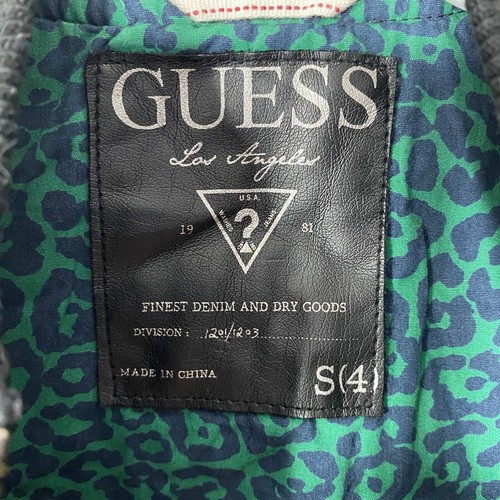 GUESS
Los Angeles
U.S.A.
19 ? 81
FINEST DENIM AND DRY GOODS
DIVISION : 1201/1203
MADE IN CHINA S(4)